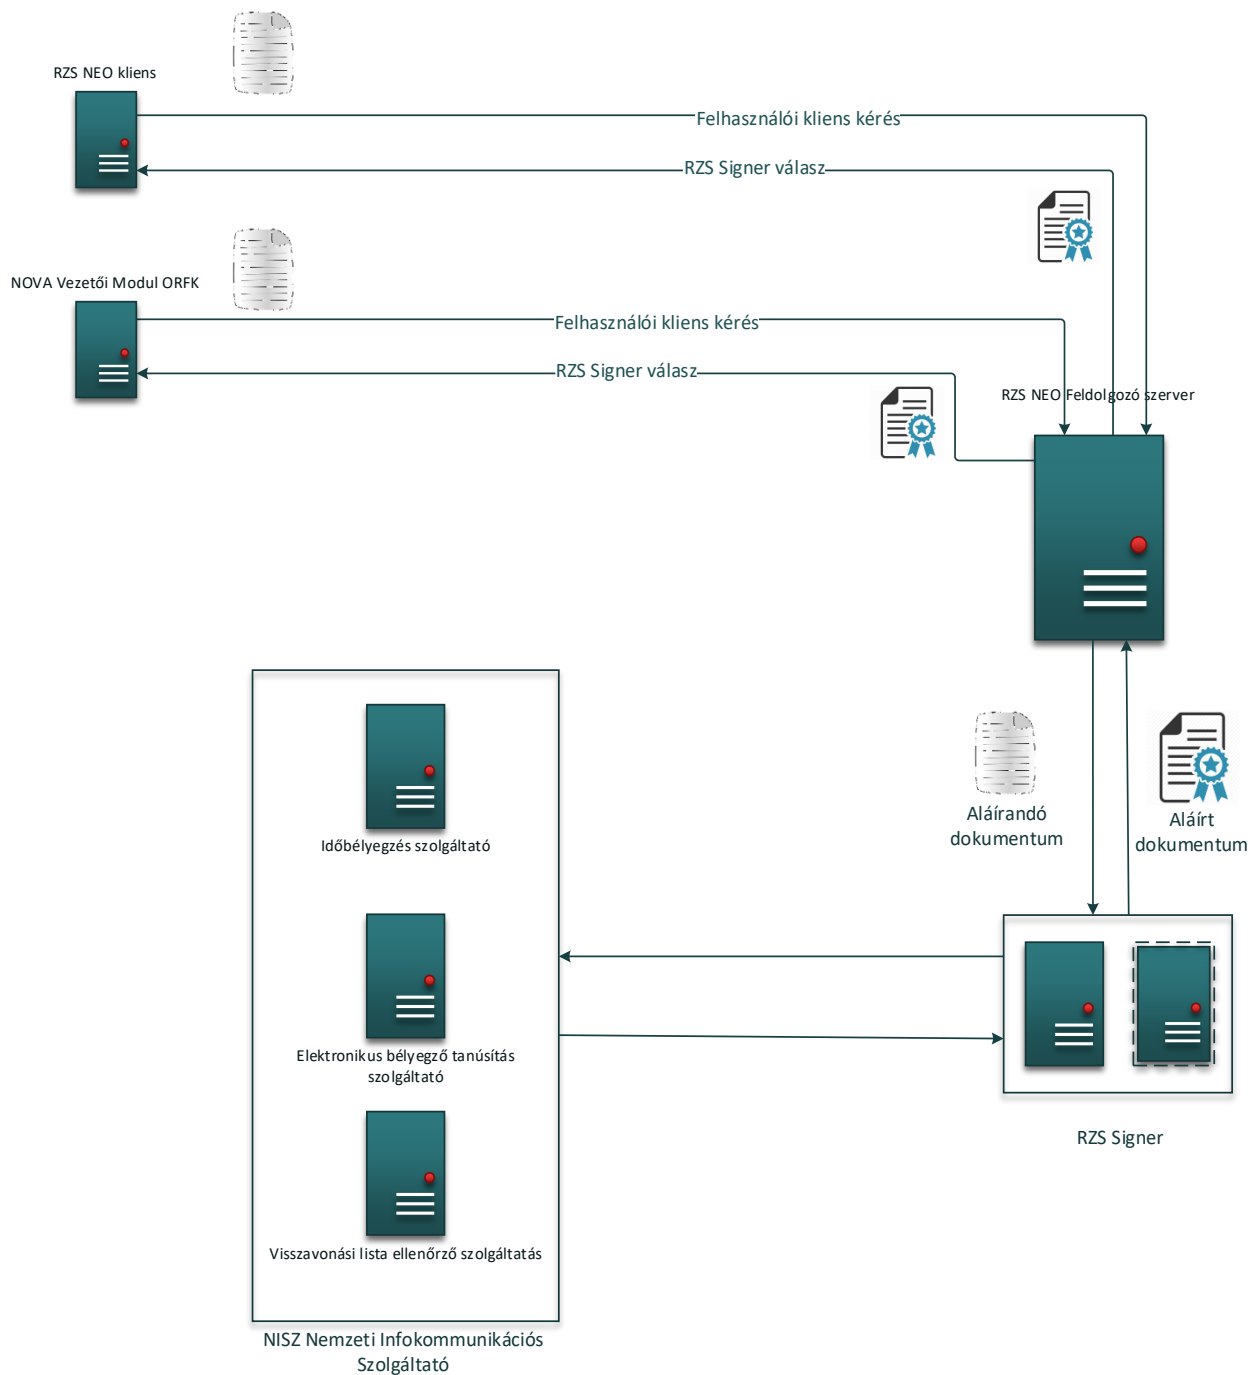 RZS NEO kliens
Felhasználói kliens kérés
RZS Signer válasz
NOVA Vezetői Modul ORFK
Felhasználói kliens kérés
RZS Signer válasz
RZS NEO Feldolgozó szerver
Aláírandó
dokumentum
Aláírt
dokumentum
Időbélyegzés szolgáltató
Elektronikus bélyegző tanúsítás
szolgáltató
Visszavonási lista ellenőrző szolgáltatás
RZS Signer
NISZ Nemzeti Infokommunikációs
Szolgáltató